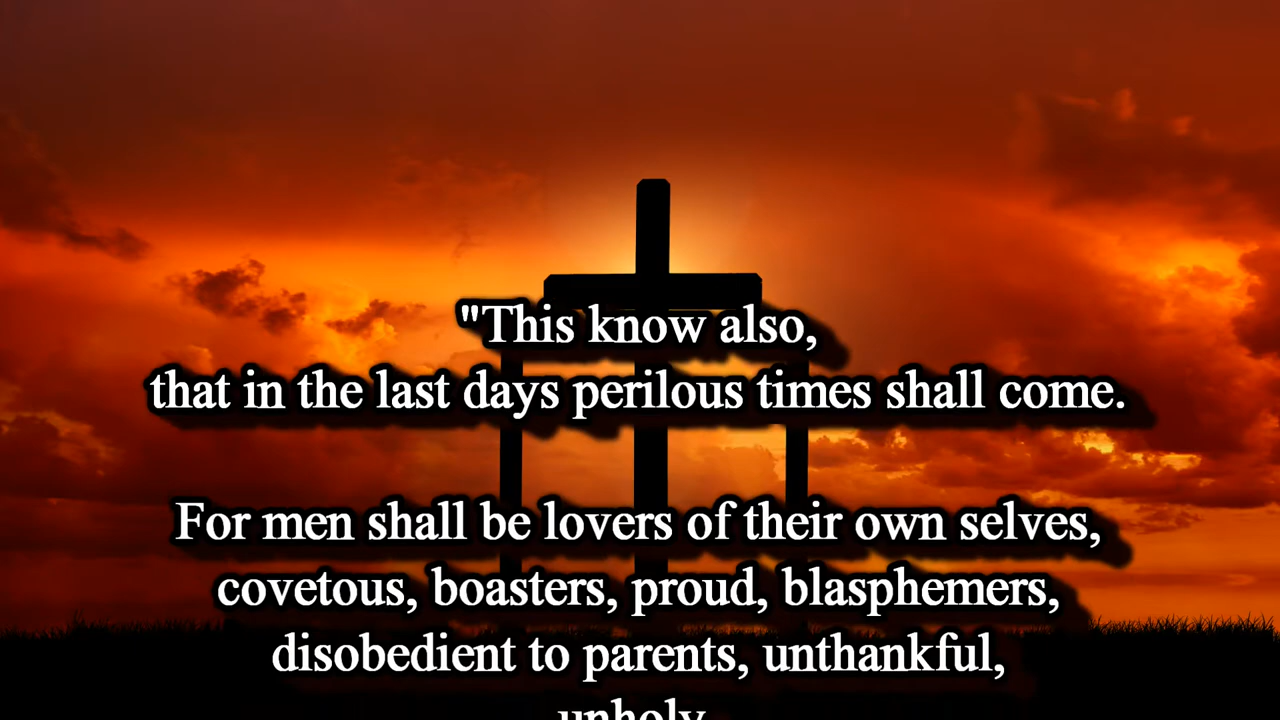 "This know also,
that in the last days perilous times shall come.
For men shall be lovers of their own selves,
covetous, boasters, proud, blasphemers,
disobedient to parents, unthankful,
unholy,